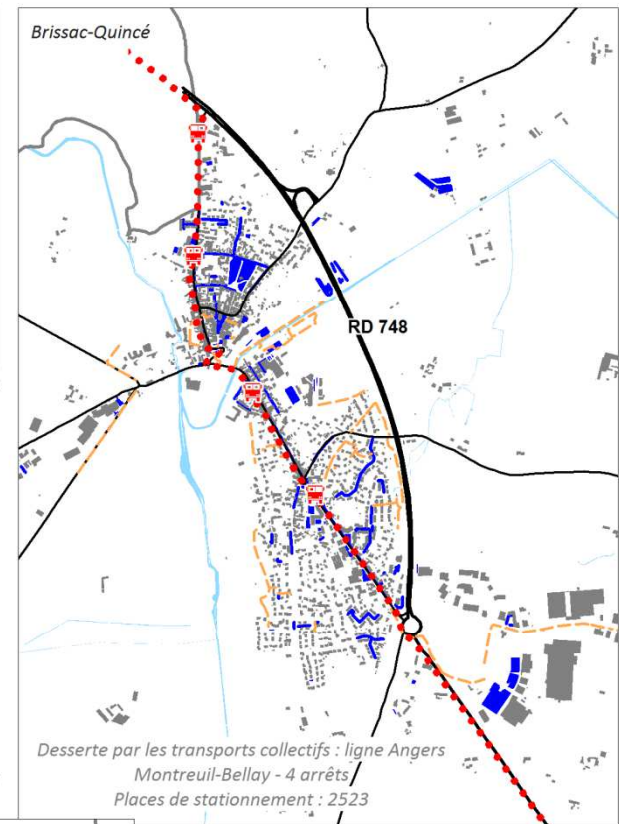 Brissac-Quincé
RD 748
Desserte par les transports collectifs : ligne Angers
Montreuil-Bellay - 4 arrêts
Places de stationnement : 2523